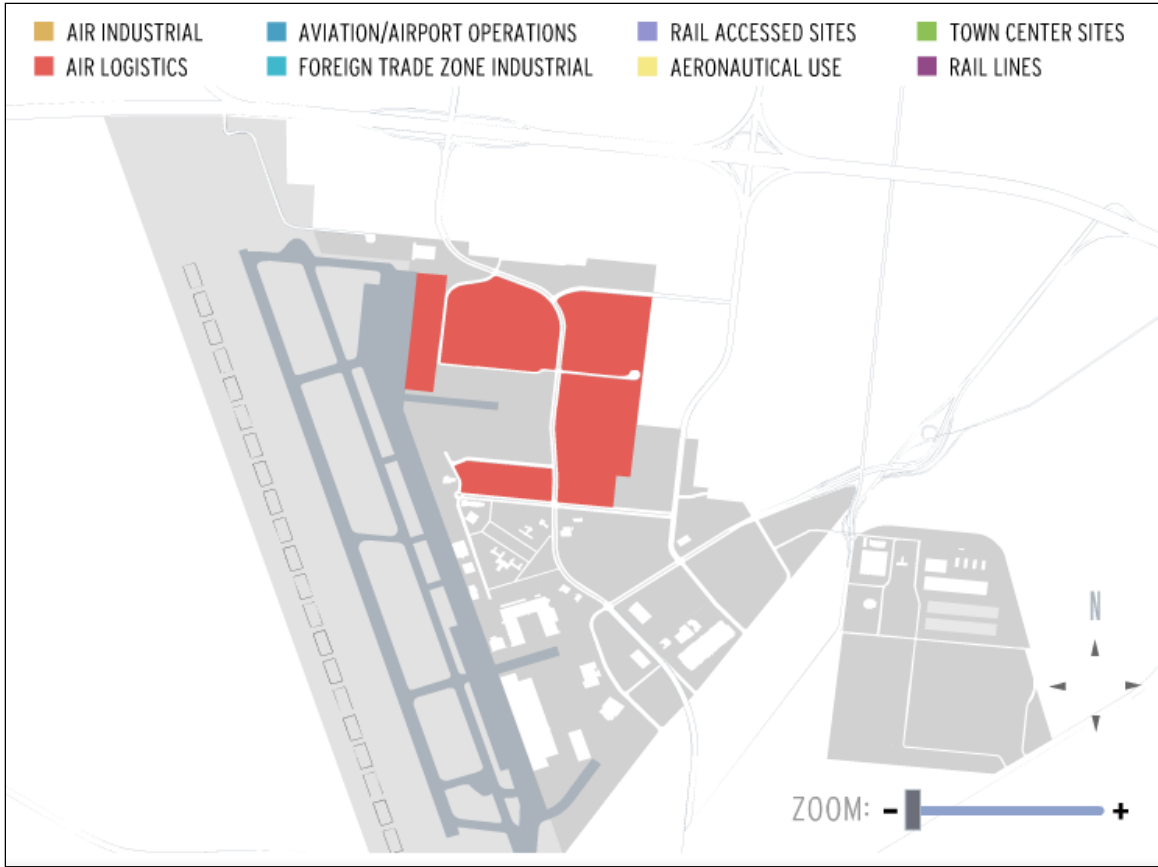 AIR INDUSTRIAL AVIATION/AIRPORT OPERATIONS RAIL ACCESSED SITES TOWN CENTER SITES
AIR LOGISTICS FOREIGN TRADE ZONE INDUSTRIAL AERONAUTICAL USE RAIL LINES
N
ZOOM: - +